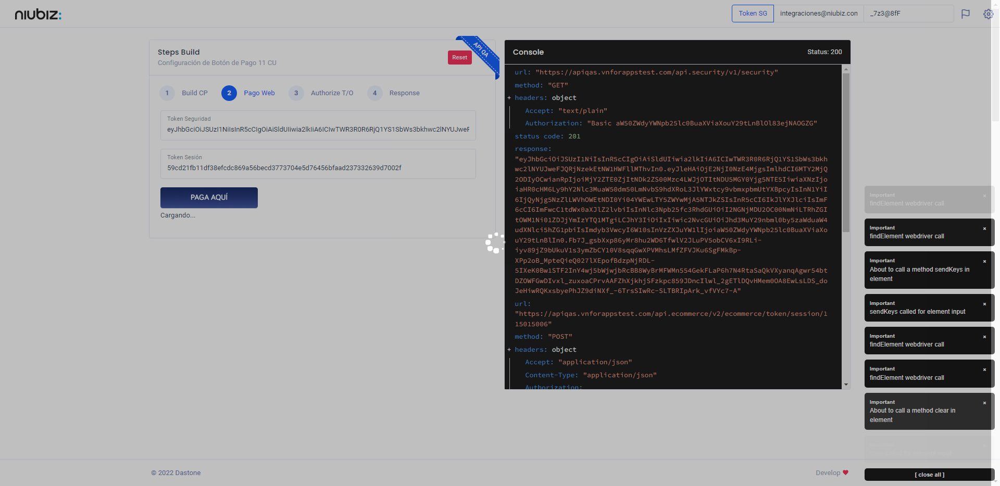 niubiz:
Token SG
integraciones@niubiz.con
_7z3@8fF
Steps Build
Configuración de Botón de Pago 11 CU
Reset
API QA
1 Build CP
2 Pago Web
3 Authorize T/O
4 Response
Token Seguridad
eyJhbGciOiJSUzI1NiIsInR5cCIgOiAiSldUIiwia2lkIiA6ICIwTWR3R0R6RjQ1YS1SbWs3bkhwc2lNYUJweF
Token Sesión
59cd21fb11df38efcdc869a56becd3773704e5d76456bfaad237332639d7002f
PAGA AQUÍ
Cargando...
Console
Status: 200
url: "https://apiqas.vnforappstest.com/api.security/v1/security"
method: "GET"
+ headers: object
Accept: "text/plain"
Authorization: "Basic aW50ZWdyYWNpb25lc0BuaXViaXouY29tLnBlOl83ejNAOGZG"
status code: 201
response:
"eyJhbGciOiJSUzI1NiIsInR5cCIgOiAiSldUIiwia2lkIiA6ICIwTWR3R0R6RjQ1YS1SbWs3bkh
wc2lNYUJweFJQRjNzekEtNW1HWFllMThvIn0.eyJleHAiOjE2NjI0NzE4MjgsImlhdCI6MTY2MjQ
2ODIyOCwianRpIjoiMjY2ZTE0ZjItNDk2ZS00Mzc4LWJjOTItNDU5MGY0Yjg5NTE5IiwiaXNzIjo
iaHR0cHM6Ly9hY2Nlc3MuaW50dm50LmNvbS9hdXRoL3JlYWxtcy9vbmxpbmUtYXBpcyIsInN1YiI
6IjQyNjg5NzZlLWVhOWEtNDI0Yi04YWEwLTY5ZWYwMjA5NTJkZSIsInR5cCI6IkJlYXJlciIsImF
6cCI6ImFwcC1tdWx0aXJlZ2lvbiIsInNlc3Npb25fc3RhdGUiOiI2NGNjMDU2OC00NmNiLTRhZGI
tOWM1Ni01ZDJjYmIzYTQ1MTgiLCJhY3IiOiIxIiwic2NvcGUiOiJhd3MuY29nbml0by5zaWduaW4
udXNlci5hZG1pbiIsImdyb3VwcyI6W10sInVzZXJuYW1lIjoiaW50ZWdyYWNpb25lc0BuaXViaXo
uY29tLnBlIn0.Fb7J_gsbXxp86yMr8hu2WD6TfwlV2JLuPV5obCV6xI9RLi-
iyv89jZ9bUkuV1s3ymZbCY10V8sqqGwXPVMhsLMfZFVJKu6SgFMkBp-
XPp2oB_MpteQieQ027lXEpofBdzpNjRDL-
5IXeK0Bw1STF2InY4wj5bWjwjbRcBB8WyBrMFWMn554GekFLaP6h7N4RtaSaQkVXyanqAgwr54bt
DZOWFGwDIvxl_zuxoaCPrvAAFZhXjkhjSFzkpc859JDncIlwl_2gETlDQvHMem0OA8EwLsLDS_do
JeHiwRQKxsbyePhJZ9diNXf_-6TrsSIwRc-SLTBRIpArk_vfVYc7-A"
url:
"https://apiqas.vnforappstest.com/api.ecommerce/v2/ecommerce/token/session/1
15015006"
method: "POST"
+ headers: object
Accept: "application/json"
Content-Type: "application/json"
Authorization:
Important
findElement webdriver call
Important
findElement webdriver call
Important
About to call a method sendKeys in
element
Important
sendKeys called for element input
Important
findElement webdriver call
Important
findElement webdriver call
Important
About to call a method clear in
element
[ close all ]
© 2022 Dastone
Develop